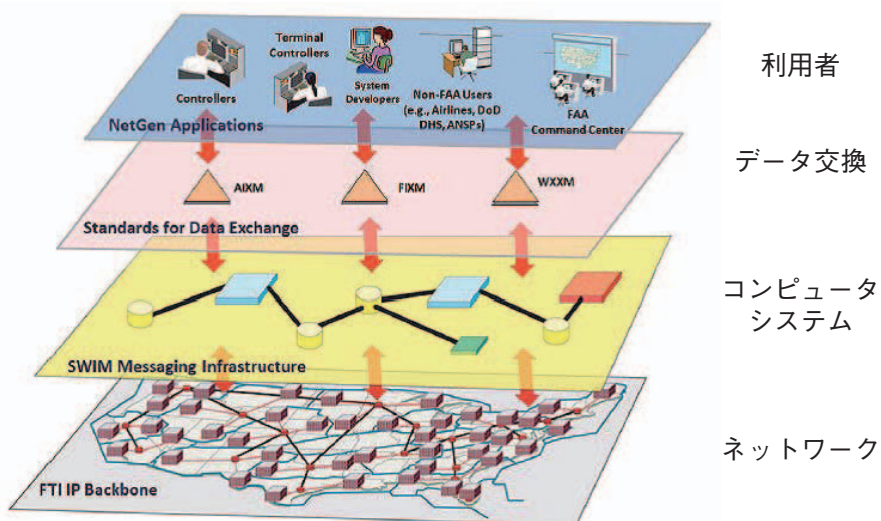 Controllers
Terminal
Controllers
System
Developers
Non-FAA Users
(e.g., Airlines, DoD
DHS, ANSPs)
FAA
Command Center
NetGen Applications
利用者
AIXM
FIXM
WXXM
Standards for Data Exchange
データ交換
SWIM Messaging Infrastructure
コンピュータ
システム
FTI IP Backbone
ネットワーク